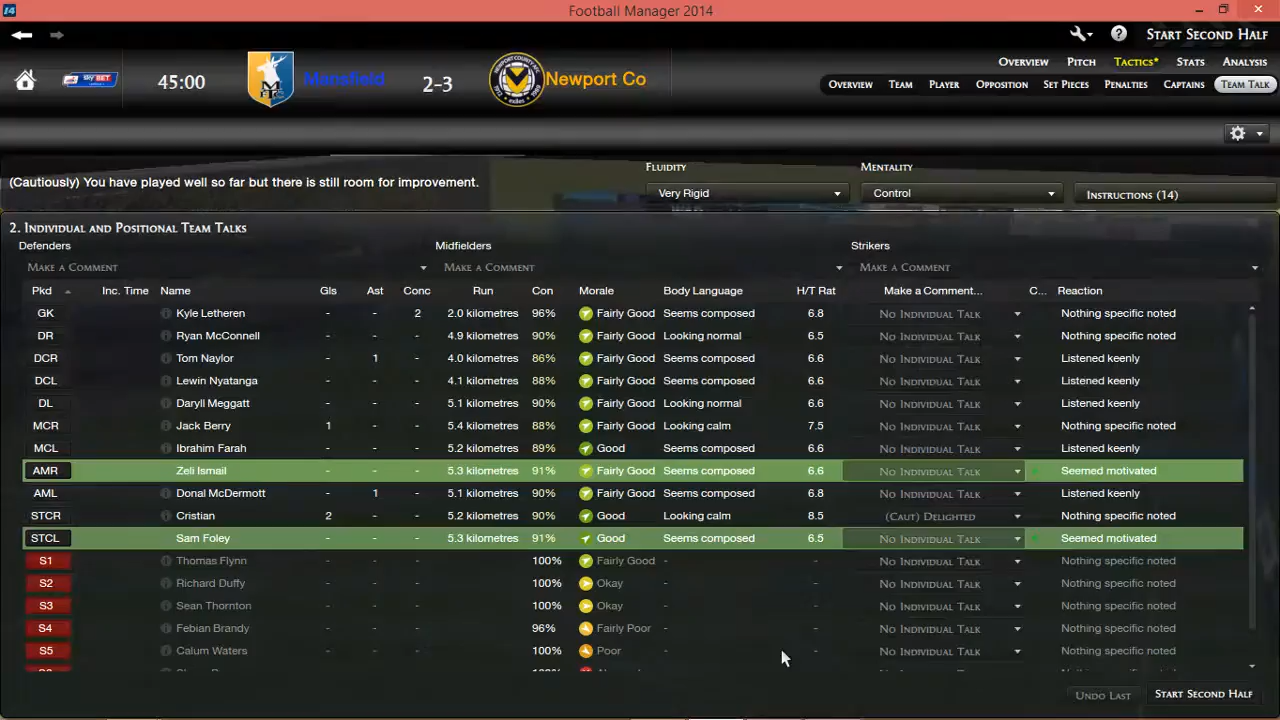 Football Manager 2014
START SECOND HALF
sky BET
45:00
Mansfield
2-3
Newport Co
OVERVIEW PITCH TACTICS* STATS ANALYSIS
OVERVIEW TEAM PLAYER OPPOSITION SET PIECES PENALTIES CAPTAINS TEAM TALK
FLUIDITY MENTALITY
(Cautiously) You have played well so far but there is still room for improvement.
Very Rigid Control INSTRUCTIONS (14)
2. INDIVIDUAL AND POSITIONAL TEAM TALKS
Defenders Midfielders Strikers
MAKE A COMMENT MAKE A COMMENT MAKE A COMMENT
Pkd Inc. Time Name Gls Ast Conc Run Con Morale Body Language H/T Rat Make a Comment... C... Reaction
GK Kyle Letheren - - 2 2.0 kilometres 96% Fairly Good Seems composed 6.8 NO INDIVIDUAL TALK Nothing specific noted
DR Ryan McConnell - - - 4.9 kilometres 90% Fairly Good Looking normal 6.5 NO INDIVIDUAL TALK Nothing specific noted
DCR Tom Naylor - 1 - 4.0 kilometres 86% Fairly Good Seems composed 6.6 NO INDIVIDUAL TALK Listened keenly
DCL Lewin Nyatanga - - - 4.1 kilometres 88% Fairly Good Seems composed 6.6 NO INDIVIDUAL TALK Listened keenly
DL Daryll Meggatt - - - 5.1 kilometres 90% Fairly Good Looking normal 6.6 NO INDIVIDUAL TALK Listened keenly
MCR Jack Berry 1 - - 5.4 kilometres 88% Fairly Good Looking calm 7.5 NO INDIVIDUAL TALK Nothing specific noted
MCL Ibrahim Farah - - - 5.2 kilometres 89% Good Seems composed 6.6 NO INDIVIDUAL TALK Listened keenly
AMR Zeli Ismail - - - 5.3 kilometres 91% Fairly Good Seems composed 6.6 NO INDIVIDUAL TALK Seemed motivated
AML Donal McDermott - 1 - 5.1 kilometres 90% Fairly Good Seems composed 6.8 NO INDIVIDUAL TALK Listened keenly
STCR Cristian 2 - - 5.2 kilometres 90% Good Looking calm 8.5 (CAUT) DELIGHTED Nothing specific noted
STCL Sam Foley - - - 5.3 kilometres 91% Good Seems composed 6.5 NO INDIVIDUAL TALK Seemed motivated
S1 Thomas Flynn - - - 100% Fairly Good - - NO INDIVIDUAL TALK Nothing specific noted
S2 Richard Duffy - - - 100% Okay - - NO INDIVIDUAL TALK Nothing specific noted
S3 Sean Thornton - - - 100% Okay - - NO INDIVIDUAL TALK Nothing specific noted
S4 Febian Brandy - - - 96% Fairly Poor - - NO INDIVIDUAL TALK Nothing specific noted
S5 Calum Waters - - - 100% Poor - - NO INDIVIDUAL TALK Nothing specific noted
UNDO LAST START SECOND HALF